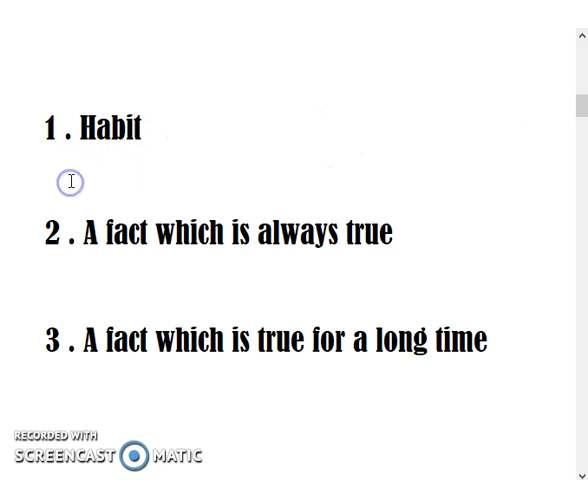 1 . Habit
2 . A fact which is always true
3 . A fact which is true for a long time
RECORDED WITH
SCREENCAST MATIC